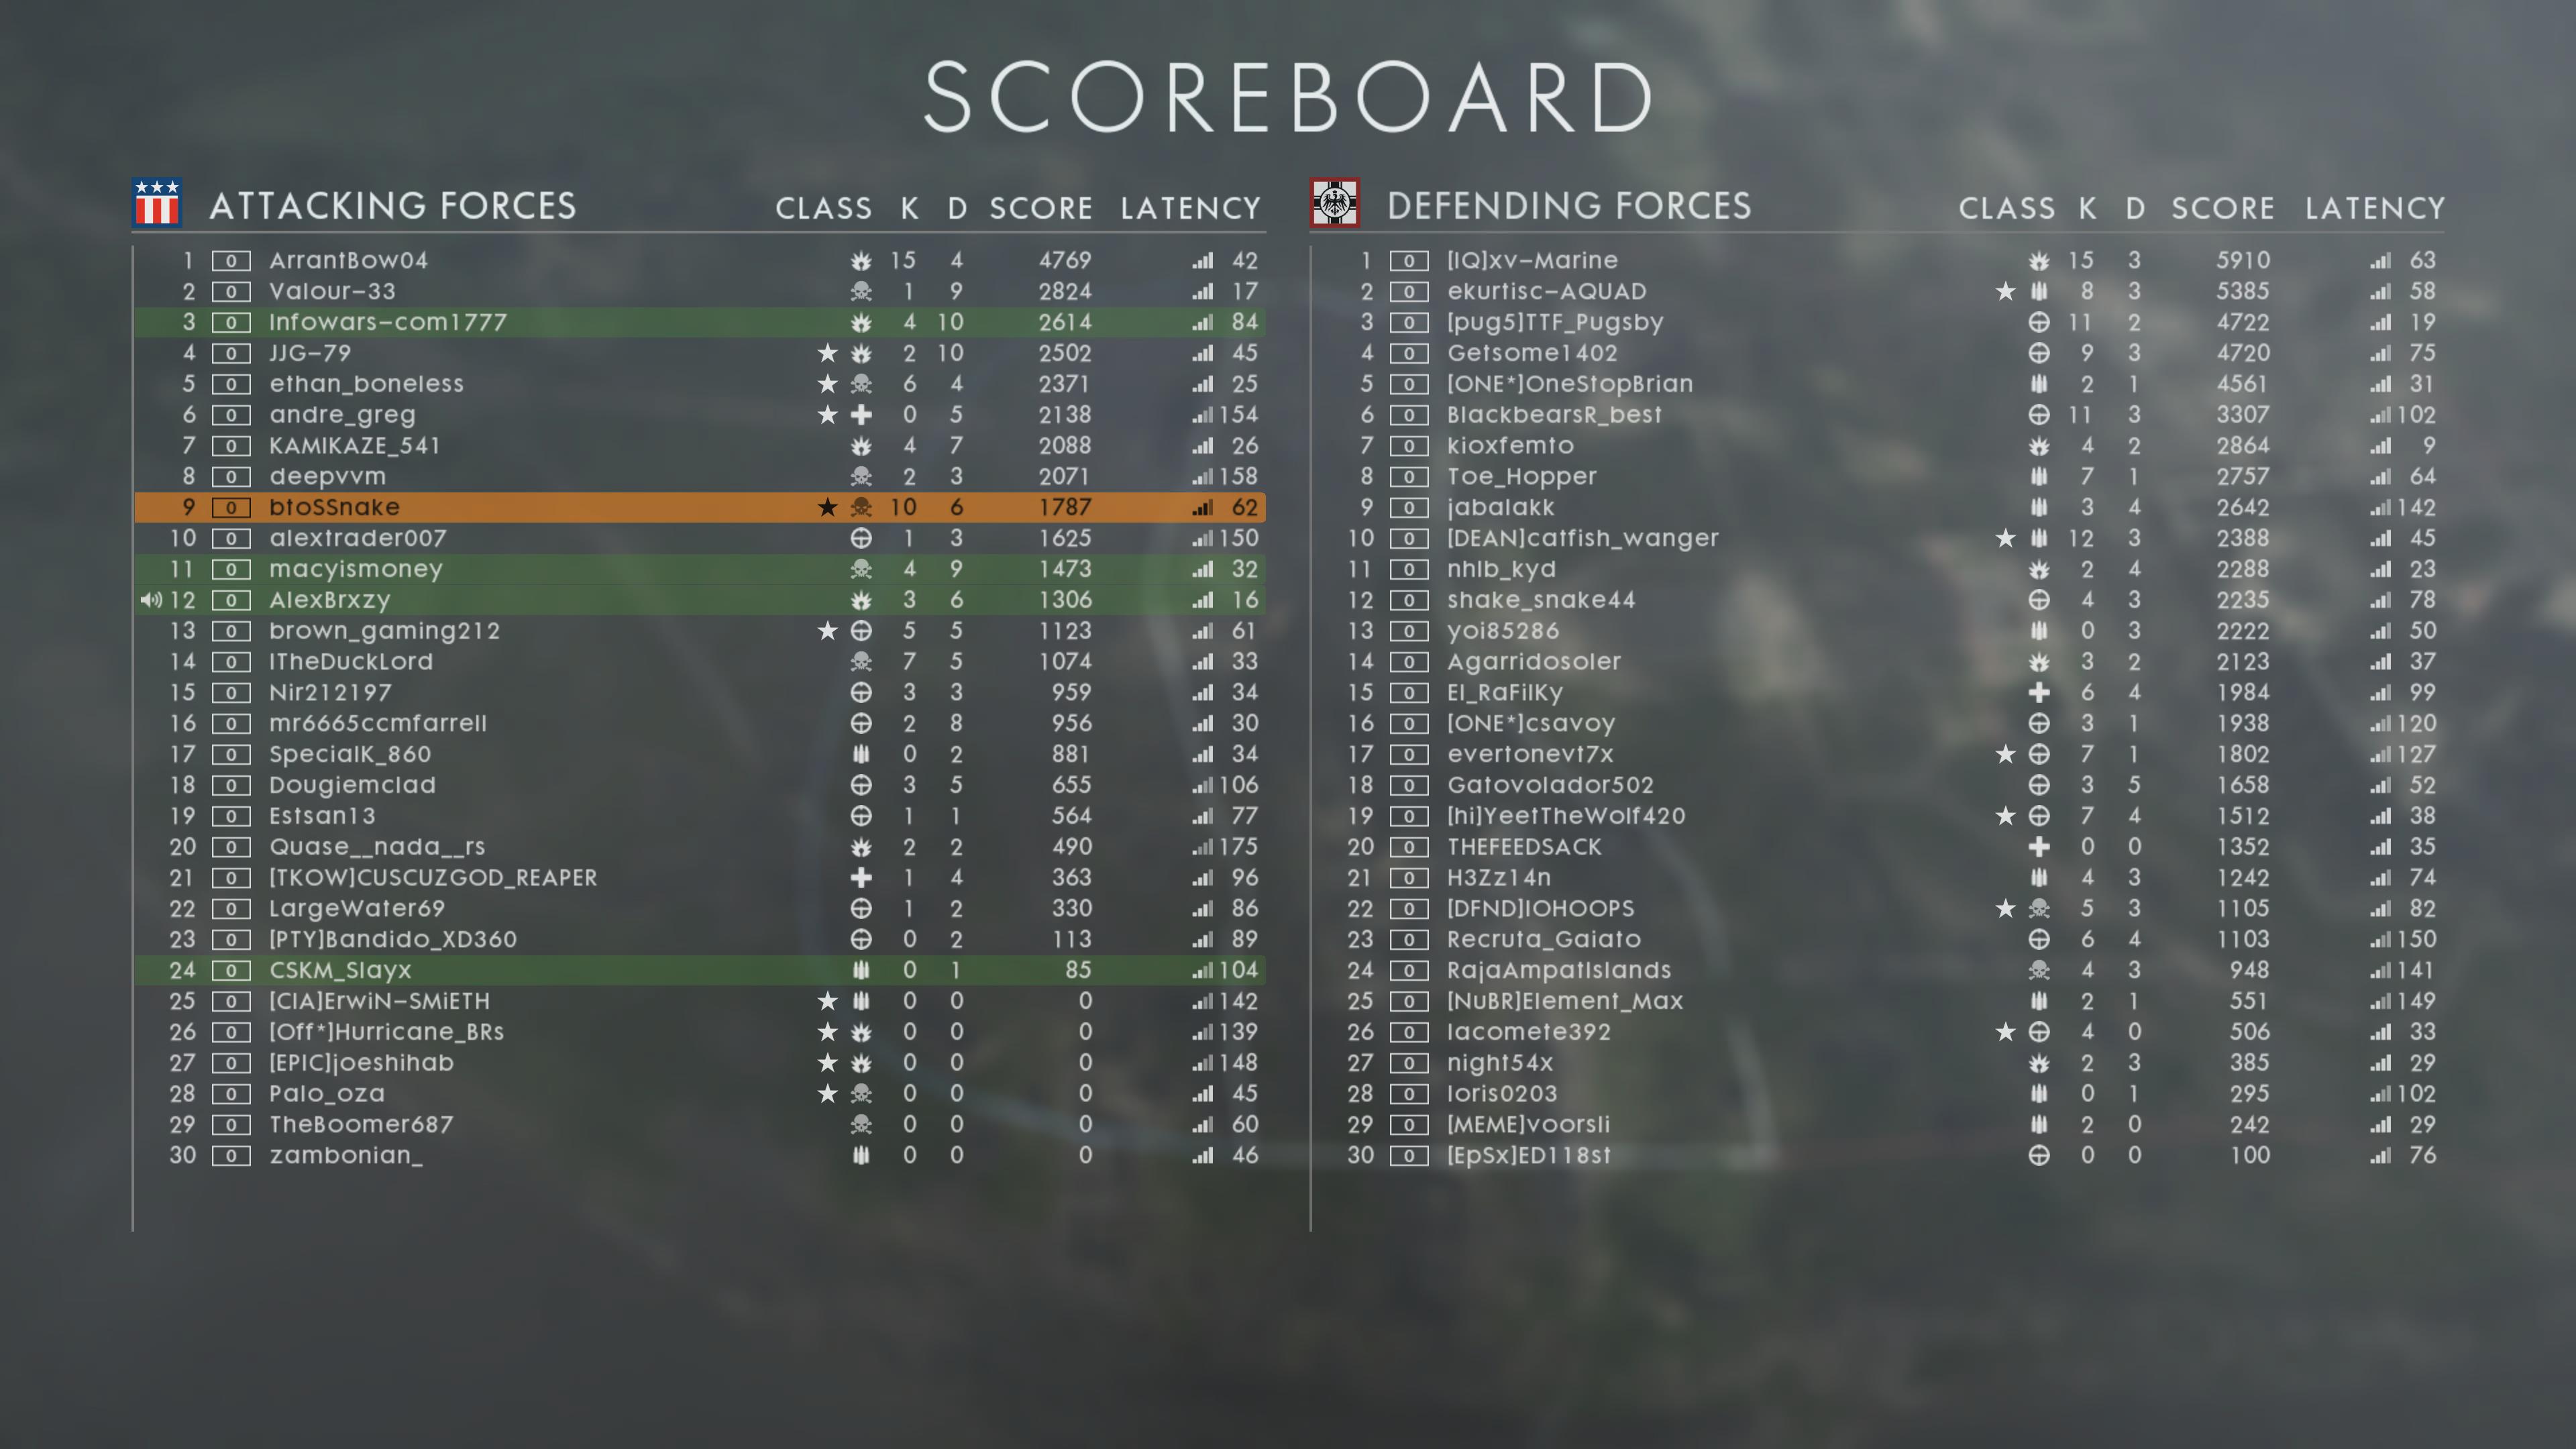 SCOREBOARD
ATTACKING FORCES CLASS K D SCORE LATENCY
1 0 ArrantBow04 15 4 4769 42
2 0 Valour-33 1 9 2824 17
3 0 Infowars-com1777 4 10 2614 84
4 0 JJG-79 2 10 2502 45
5 0 ethan_boneless 6 4 2371 25
6 0 andre_greg 0 5 2138 154
7 0 KAMIKAZE_541 4 7 2088 26
8 0 deepvvm 2 3 2071 158
9 0 btoSSnake 10 6 1787 62
10 0 alextrader007 1 3 1625 150
11 0 macyismoney 4 9 1473 32
12 0 AlexBrxzy 3 6 1306 16
13 0 brown_gaming212 5 5 1123 61
14 0 ITheDuckLord 7 5 1074 33
15 0 Nir212197 3 3 959 34
16 0 mr6665ccmfarrell 2 8 956 30
17 0 SpecialK_860 0 2 881 34
18 0 Dougiemclad 3 5 655 106
19 0 Estsan13 1 1 564 77
20 0 Quase__nada__rs 2 2 490 175
21 0 [TKOW]CUSCUZGOD_REAPER 1 4 363 96
22 0 LargeWater69 1 2 330 86
23 0 [PTY]Bandido_XD360 0 2 113 89
24 0 CSKM_Slayx 0 1 85 104
25 0 [CIA]ErwiN-SMiETH 0 0 0 142
26 0 [Off*]Hurricane_BRs 0 0 0 139
27 0 [EPIC]joeshihab 0 0 0 148
28 0 Palo_oza 0 0 0 45
29 0 TheBoomer687 0 0 0 60
30 0 zambonian_ 0 0 0 46
DEFENDING FORCES CLASS K D SCORE LATENCY
1 0 [IQ]xv-Marine 15 3 5910 63
2 0 ekurtisc-AQUAD 8 3 5385 58
3 0 [pug5]TTF_Pugsby 11 2 4722 19
4 0 Getsome1402 9 3 4720 75
5 0 [ONE*]OneStopBrian 2 1 4561 31
6 0 BlackbearsR_best 11 3 3307 102
7 0 kioxfemto 4 2 2864 9
8 0 Toe_Hopper 7 1 2757 64
9 0 jabalakk 3 4 2642 142
10 0 [DEAN]catfish_wanger 12 3 2388 45
11 0 nhlb_kyd 2 4 2288 23
12 0 shake_snake44 4 3 2235 78
13 0 yoi85286 0 3 2222 50
14 0 Agarridosoler 3 2 2123 37
15 0 El_RaFilKy 6 4 1984 99
16 0 [ONE*]csavoy 3 1 1938 120
17 0 evertonevt7x 7 1 1802 127
18 0 Gatovolador502 3 5 1658 52
19 0 [hi]YeetTheWolf420 7 4 1512 38
20 0 THEFEEDSACK 0 0 1352 35
21 0 H3Zz14n 4 3 1242 74
22 0 [DFND]IOHOOPS 5 3 1105 82
23 0 Recruta_Gaiato 6 4 1103 150
24 0 RajaAmpatIslands 4 3 948 141
25 0 [NuBR]Element_Max 2 1 551 149
26 0 lacomete392 4 0 506 33
27 0 night54x 2 3 385 29
28 0 loris0203 0 1 295 102
29 0 [MEME]voorsli 2 0 242 29
30 0 [EpSx]ED118st 0 0 100 76